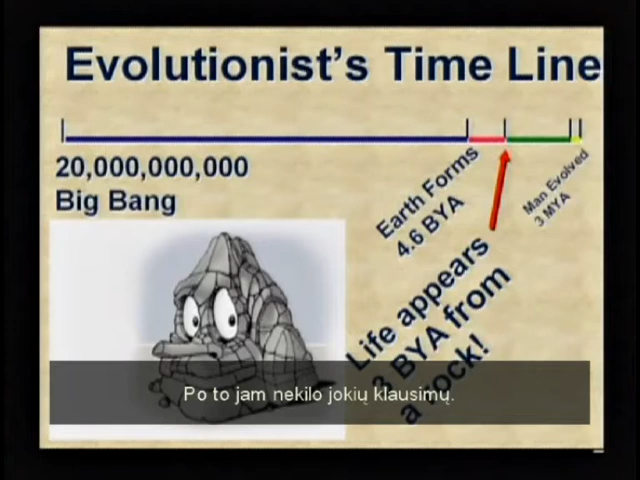 Evolutionist's Time Line
20,000,000,000
Big Bang
Earth Forms
4.6 BYA
Man Evolved
3 MYA
Life appears
3 BYA from
a rock!
Po to jam nekilo jokių klausimų.